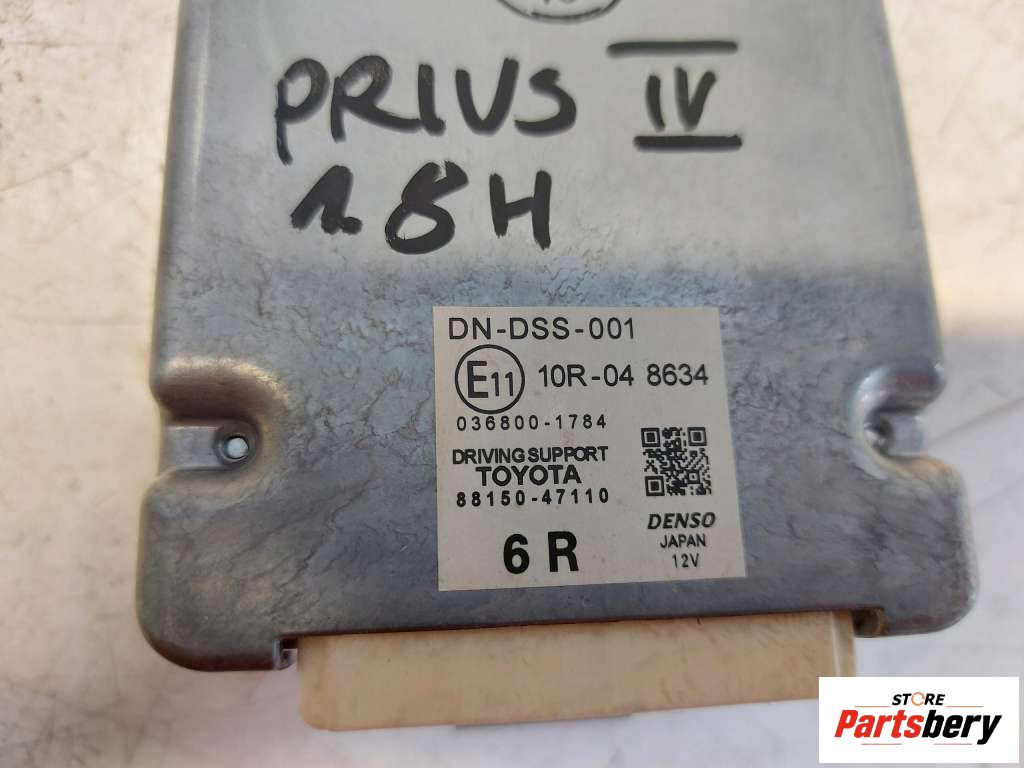 PRIUS IV
1.8H
DN-DSS-001
E11 10R-04 8634
036800-1784
DRIVING SUPPORT
TOYOTA
88150-47110
6R
DENSO
JAPAN
12V
STORE
Partsbery